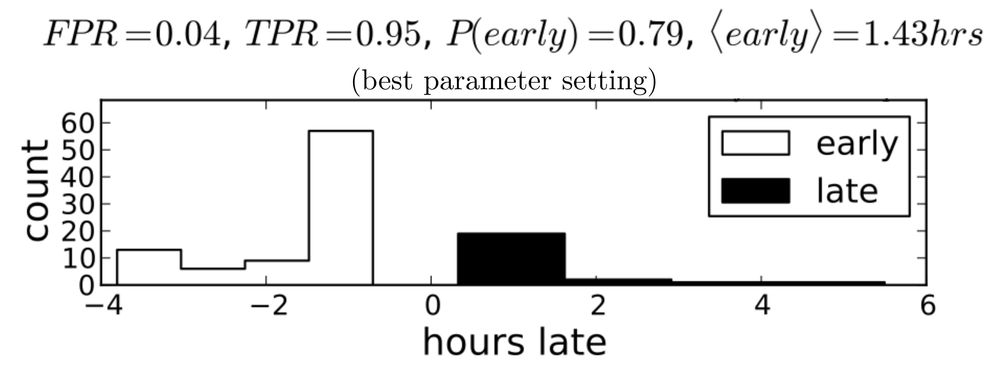 FPR=0.04, TPR=0.95, P(early)=0.79, ⟨early⟩=1.43hrs
(best parameter setting)
60
50
40
30
20
10
0
count
early
late
−4 −2 0 2 4 6
hours late